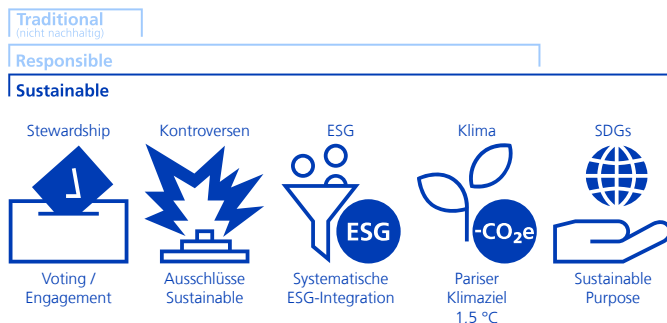 Traditional
(nicht nachhaltig)
Responsible
Sustainable
Stewardship Kontroversen ESG Klima SDGs
ESG -CO₂e
Voting / Ausschlüsse Systematische Pariser Sustainable
Engagement Sustainable ESG-Integration Klimaziel Purpose
1,5 °C